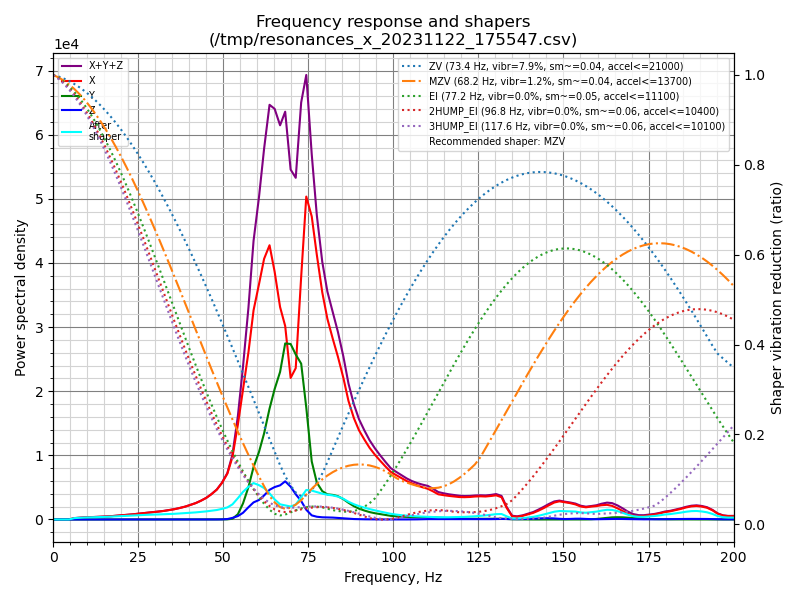 Frequency response and shapers
(/tmp/resonances_x_20231122_175547.csv)
1e4
X+Y+Z
X
Y
Z
After
shaper
ZV (73.4 Hz, vibr=7.9%, sm~=0.04, accel<=21000)
MZV (68.2 Hz, vibr=1.2%, sm~=0.04, accel<=13700)
EI (77.2 Hz, vibr=0.0%, sm~=0.05, accel<=11100)
2HUMP_EI (96.8 Hz, vibr=0.0%, sm~=0.06, accel<=10400)
3HUMP_EI (117.6 Hz, vibr=0.0%, sm~=0.06, accel<=10100)
Recommended shaper: MZV
Power spectral density
7
6
5
4
3
2
1
0
1.0
0.8
0.6
0.4
0.2
0.0
Shaper vibration reduction (ratio)
0 25 50 75 100 125 150 175 200
Frequency, Hz